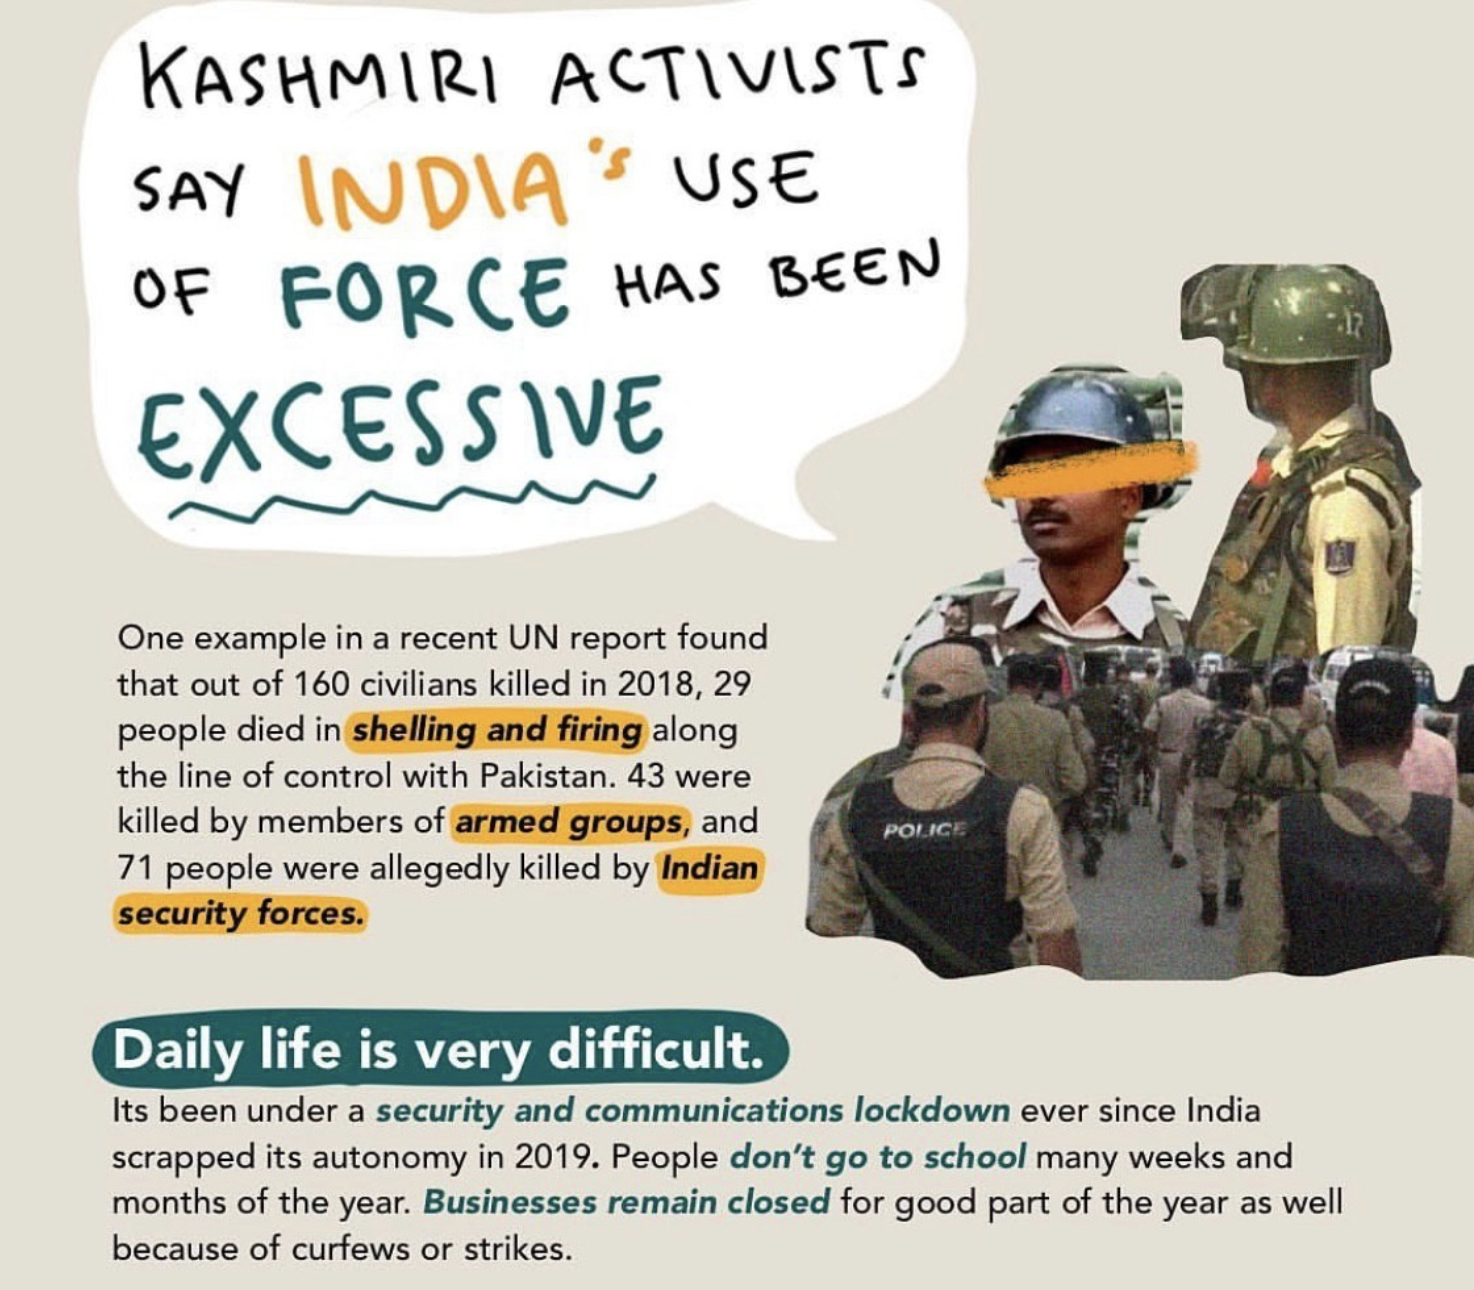 KASHMIRI ACTIVISTS
SAY INDIA's USE
OF FORCE HAS BEEN
EXCESSIVE
One example in a recent UN report found
that out of 160 civilians killed in 2018, 29
people died in shelling and firing along
the line of control with Pakistan. 43 were
killed by members of armed groups, and
71 people were allegedly killed by Indian
security forces.
17
POLICE
Daily life is very difficult.
Its been under a security and communications lockdown ever since India
scrapped its autonomy in 2019. People don't go to school many weeks and
months of the year. Businesses remain closed for good part of the year as well
because of curfews or strikes.